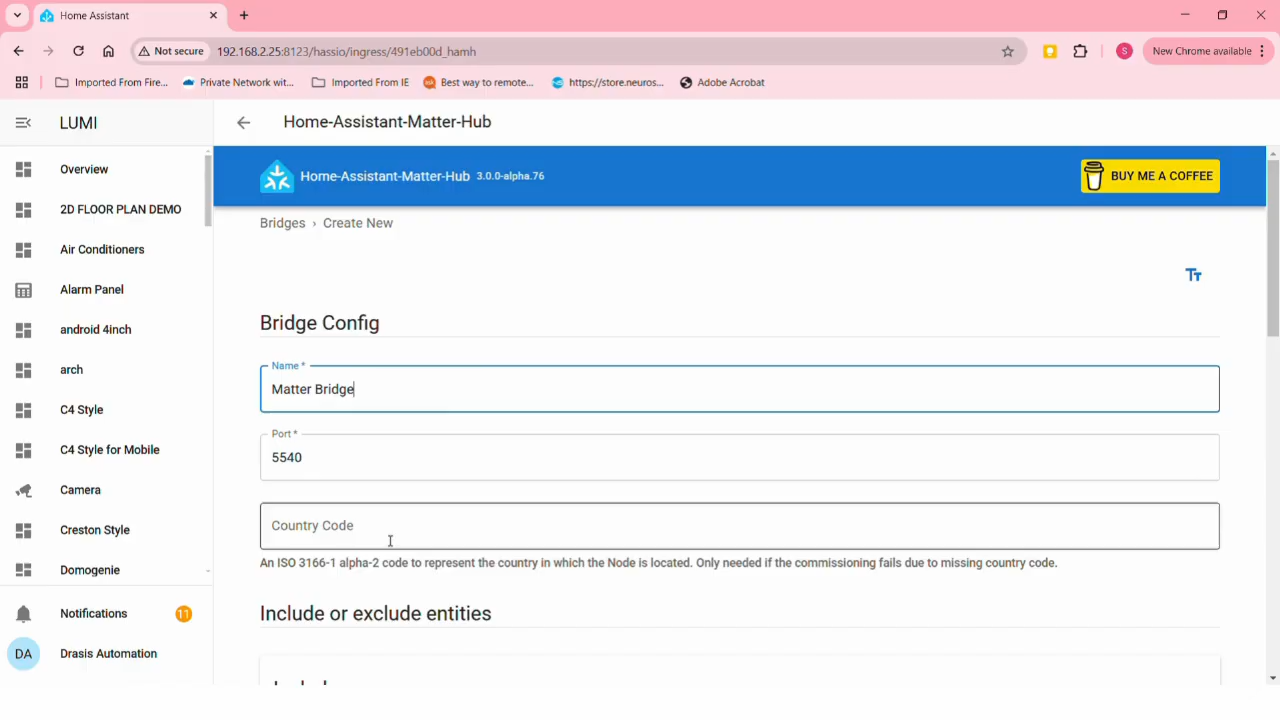 Home Assistant
Not secure
192.168.2.25:8123/hassio/ingress/491eb00d_hamh
S
New Chrome available
Imported From Fire...
Private Network wit...
Imported From IE
Best way to remote...
https://store.neuros...
Adobe Acrobat
LUMI
Home-Assistant-Matter-Hub
Overview
2D FLOOR PLAN DEMO
Air Conditioners
Alarm Panel
android 4inch
arch
C4 Style
C4 Style for Mobile
Camera
Creston Style
Domogenie
Notifications
11
DA
Drasis Automation
Home-Assistant-Matter-Hub 3.0.0-alpha.76
BUY ME A COFFEE
Bridges › Create New
Tт
Bridge Config
Name *
Matter Bridge
Port *
5540
Country Code
An ISO 3166-1 alpha-2 code to represent the country in which the Node is located. Only needed if the commissioning fails due to missing country code.
Include or exclude entities